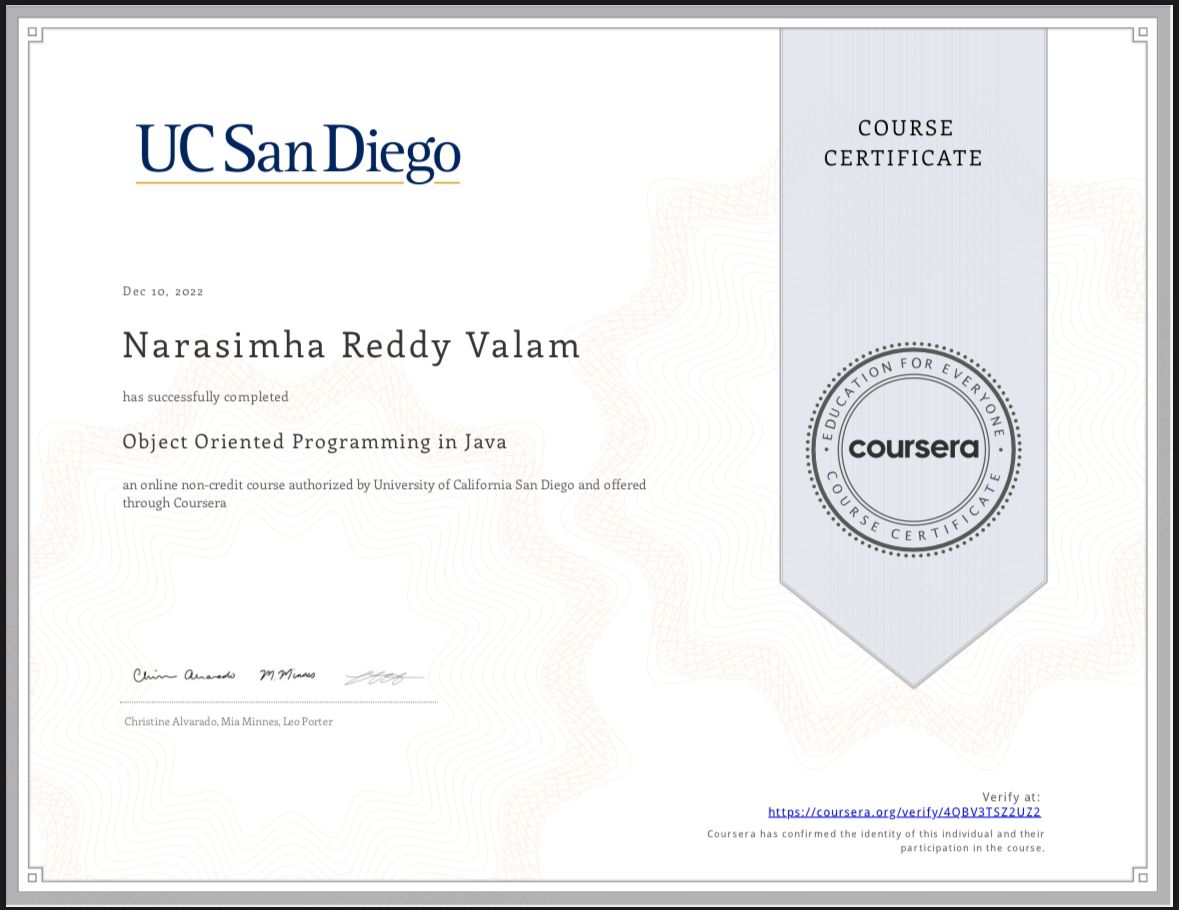 UC San Diego
COURSE
CERTIFICATE
Dec 10, 2022
Narasimha Reddy Valam
has successfully completed
Object Oriented Programming in Java
an online non-credit course authorized by University of California San Diego and offered
through Coursera
EDUCATION FOR EVERYONE
coursera
COURSE CERTIFICATE
M. Minnes
Christine Alvarado, Mia Minnes, Leo Porter
Verify at:
https://coursera.org/verify/4QBV3TSZ2UZ2
Coursera has confirmed the identity of this individual and their
participation in the course.